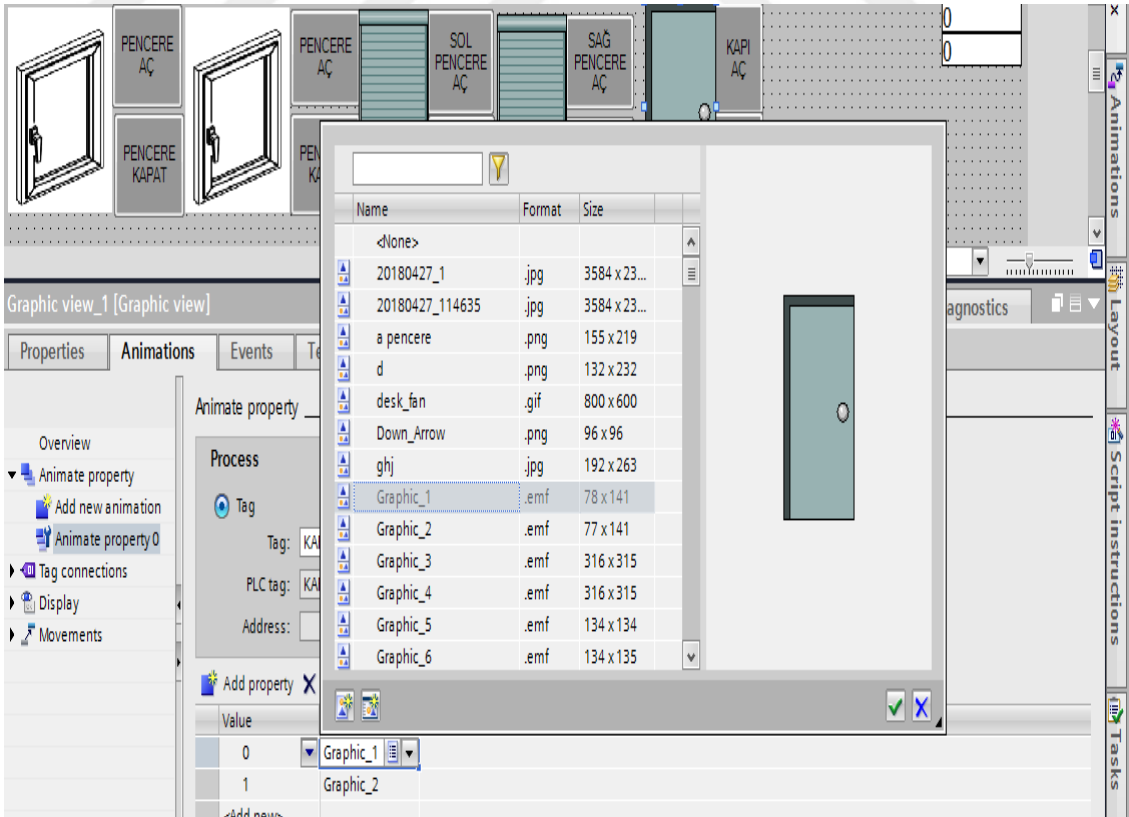 PENCERE
AÇ
PENCERE
AÇ
SOL
PENCERE
AÇ
SAĞ
PENCERE
AÇ
KAPI
AÇ
0
0
PENCERE
KAPAT
Animations
Name Format Size
<None>
20180427_1 .jpg 3584 x 23...
20180427_114635 .jpg 3584 x 23...
a pencere .png 155 x 219
d .png 132 x 232
desk_fan .gif 800 x 600
Down_Arrow .png 96 x 96
ghj .jpg 192 x 263
Graphic_1 .emf 78 x 141
Graphic_2 .emf 77 x 141
Graphic_3 .emf 316 x 315
Graphic_4 .emf 316 x 315
Graphic_5 .emf 134 x 134
Graphic_6 .emf 134 x 135
Graphic view_1 [Graphic view]
agnostics
Layout
Properties Animations Events
Animate property
Overview
Animate property
Add new animation
Animate property 0
Tag connections
Display
Movements
Process
Tag
Tag:
PLC tag:
Address:
Script instructions
Add property
Value
0 Graphic_1
1 Graphic_2
<Add new>
Tasks